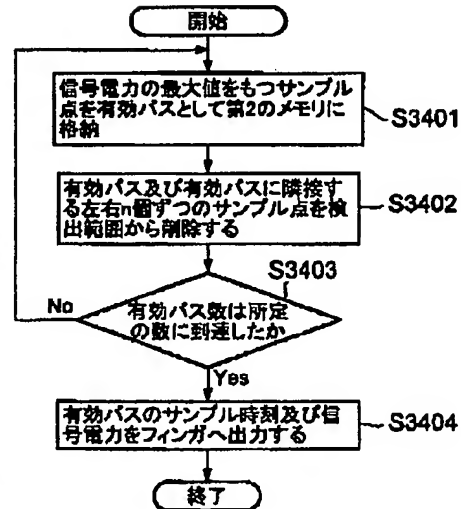 開始
信号電力の最大値をもつサンプル
点を有効パスとして第2のメモリに
格納
S3401
有効パス及び有効パスに隣接す
る左右n個ずつのサンプル点を検
出範囲から削除する
S3402
S3403
有効パス数は所定
の数に到達したか
No
Yes
有効パスのサンプル時刻及び信
号電力をフィンガへ出力する
S3404
終了